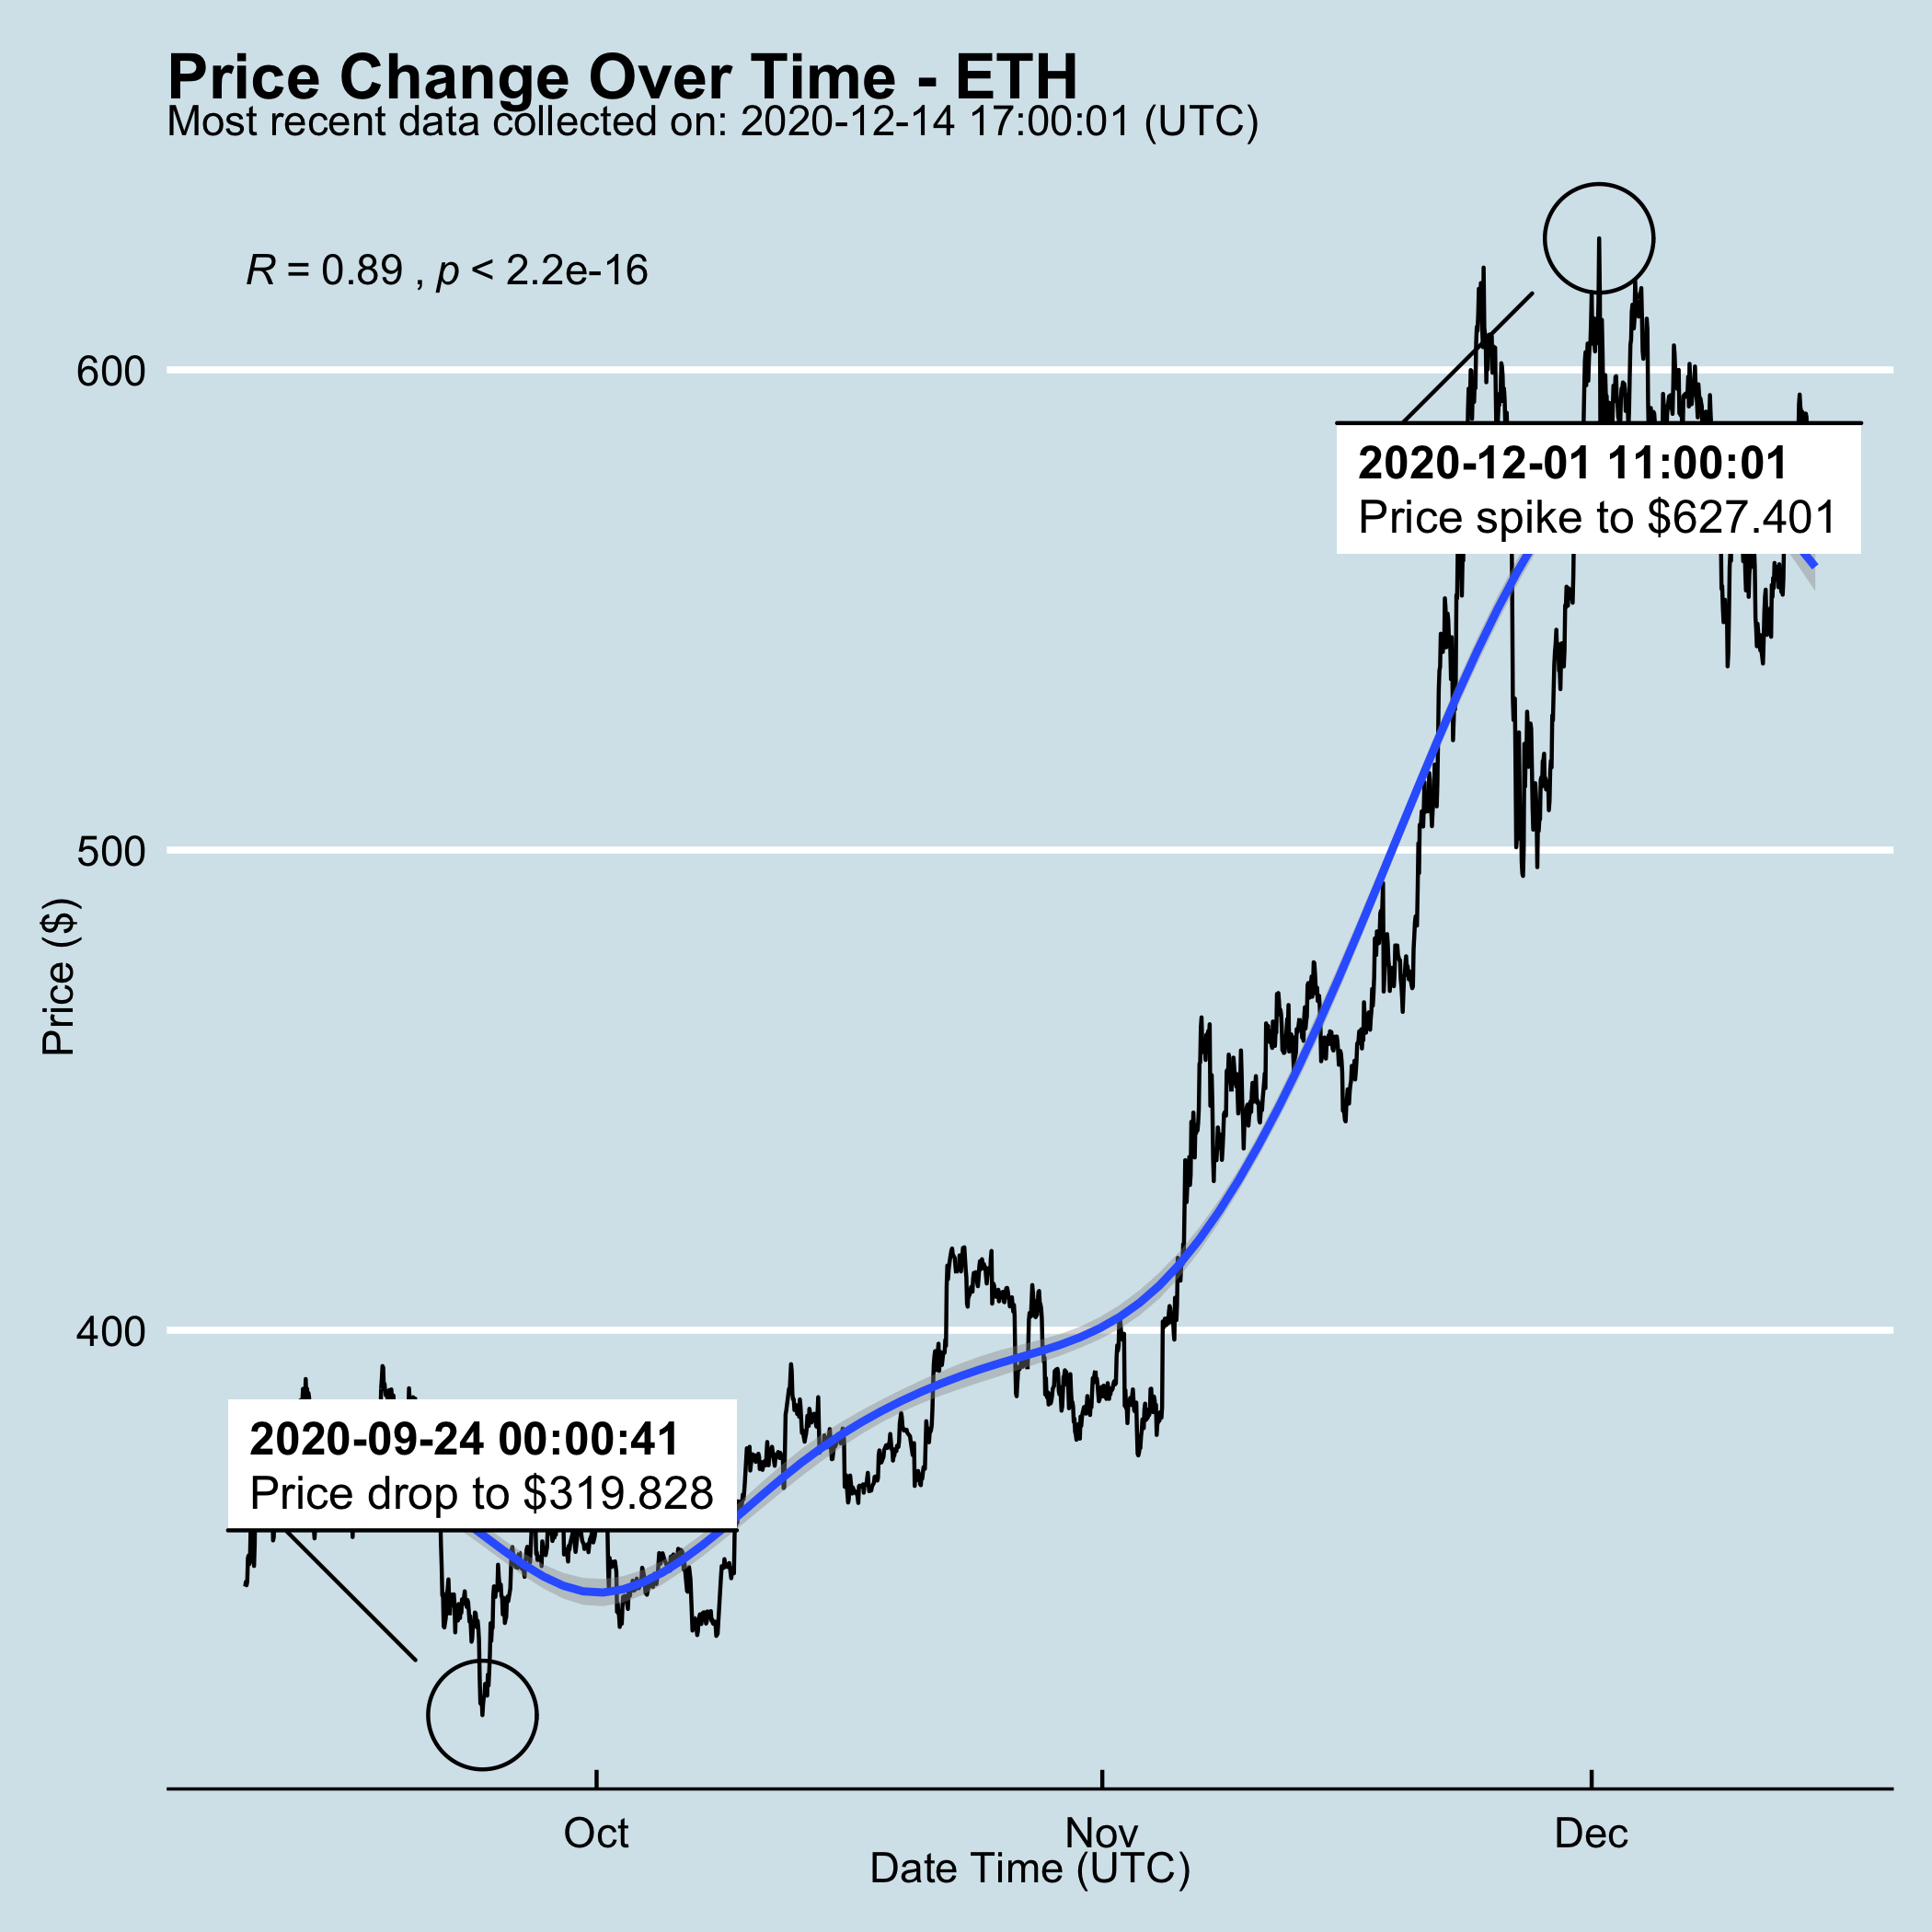 Price Change Over Time - ETH
Most recent data collected on: 2020-12-14 17:00:01 (UTC)
R = 0.89 , p < 2.2e-16
600
2020-12-01 11:00:01
Price spike to $627.401
500
Price ($)
400
2020-09-24 00:00:41
Price drop to $319.828
Oct
Nov
Dec
Date Time (UTC)